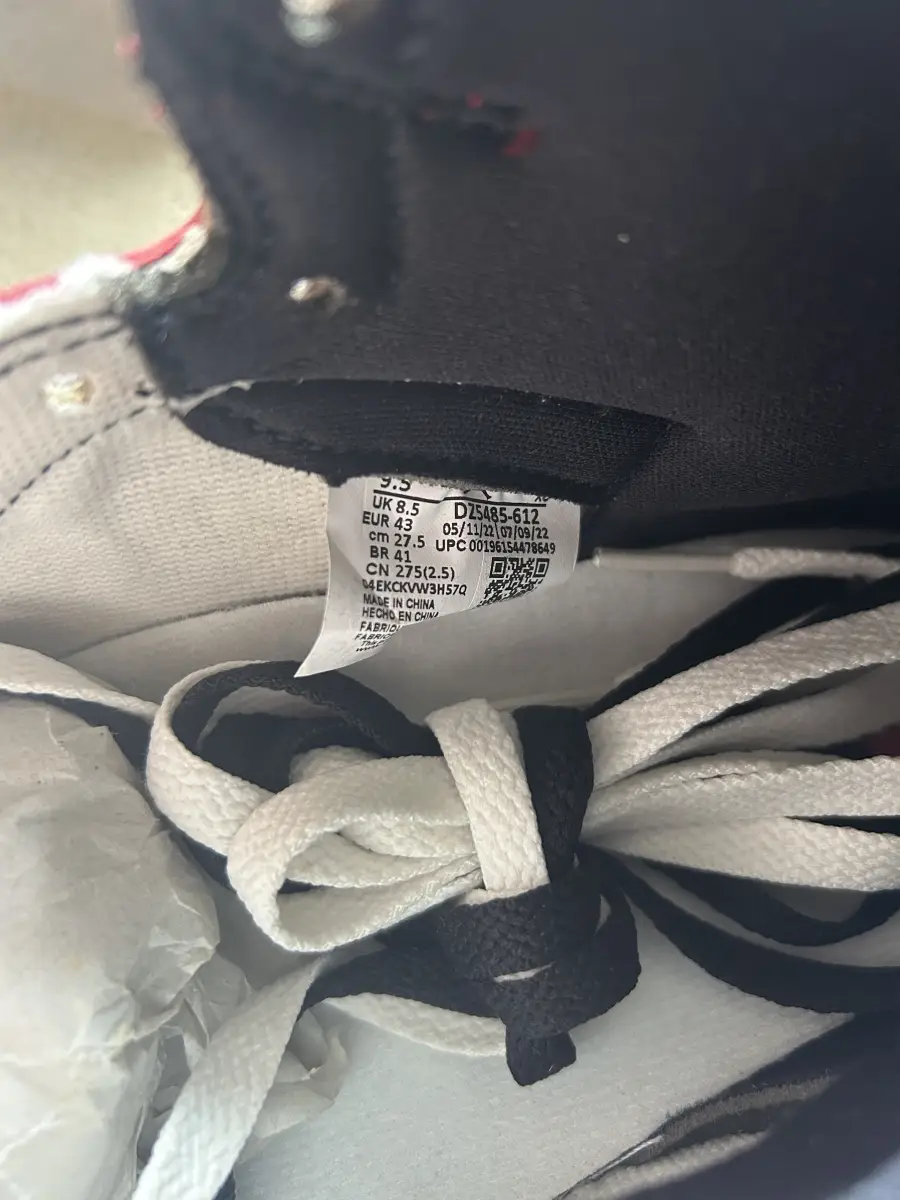 9.5
UK 8.5
EUR 43
cm 27.5
BR 41
CN 275(2.5)
DZ5485-612
05/11/22\07/09/22
UPC 00196154478649
MADE IN CHINA
HECHO EN CHINA